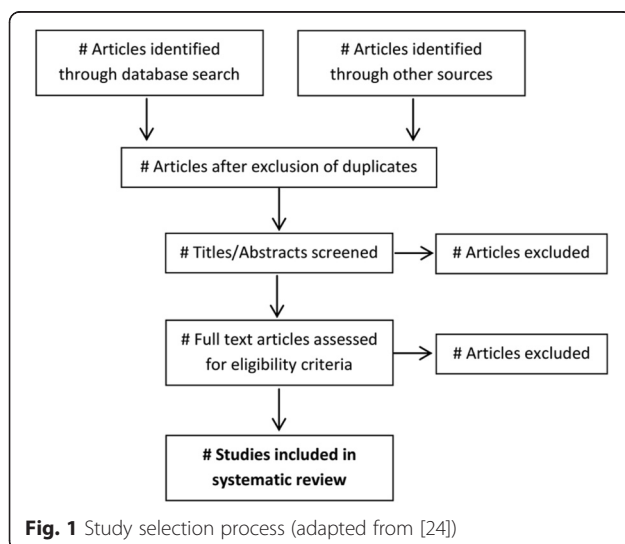 # Articles identified
through database search
# Articles identified
through other sources
# Articles after exclusion of duplicates
# Titles/Abstracts screened
# Articles excluded
# Full text articles assessed
for eligibility criteria
# Articles excluded
# Studies included in
systematic review
Fig. 1 Study selection process (adapted from [24])